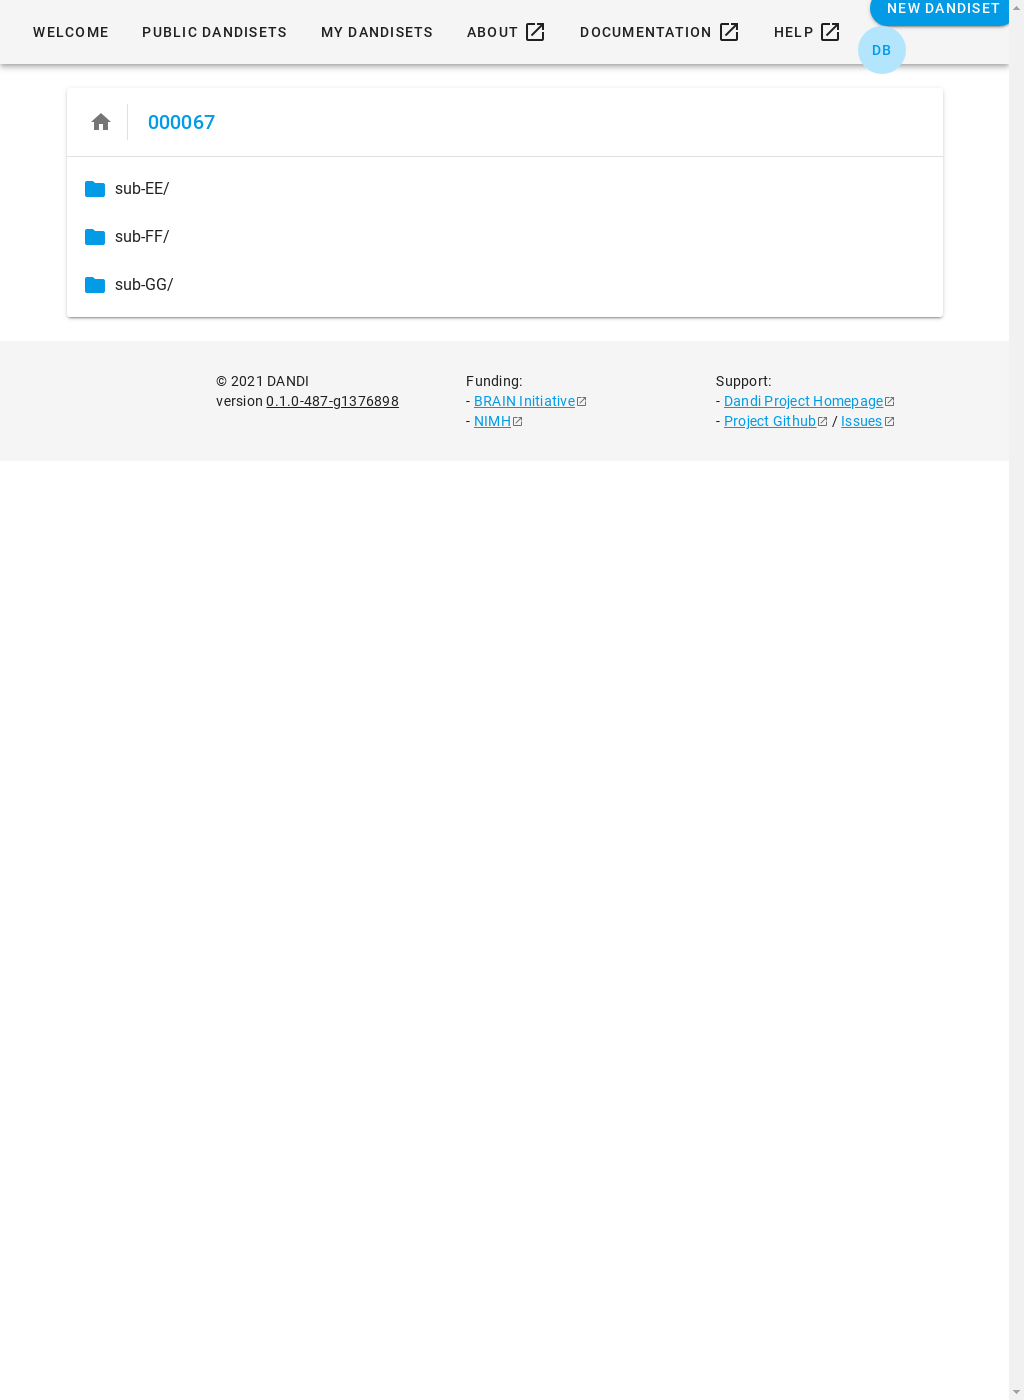 WELCOME PUBLIC DANDISETS MY DANDISETS ABOUT DOCUMENTATION HELP NEW DANDISET
DB
000067
sub-EE/
sub-FF/
sub-GG/
© 2021 DANDI
version 0.1.0-487-g1376898
Funding:
- BRAIN Initiative
- NIMH
Support:
- Dandi Project Homepage
- Project Github / Issues